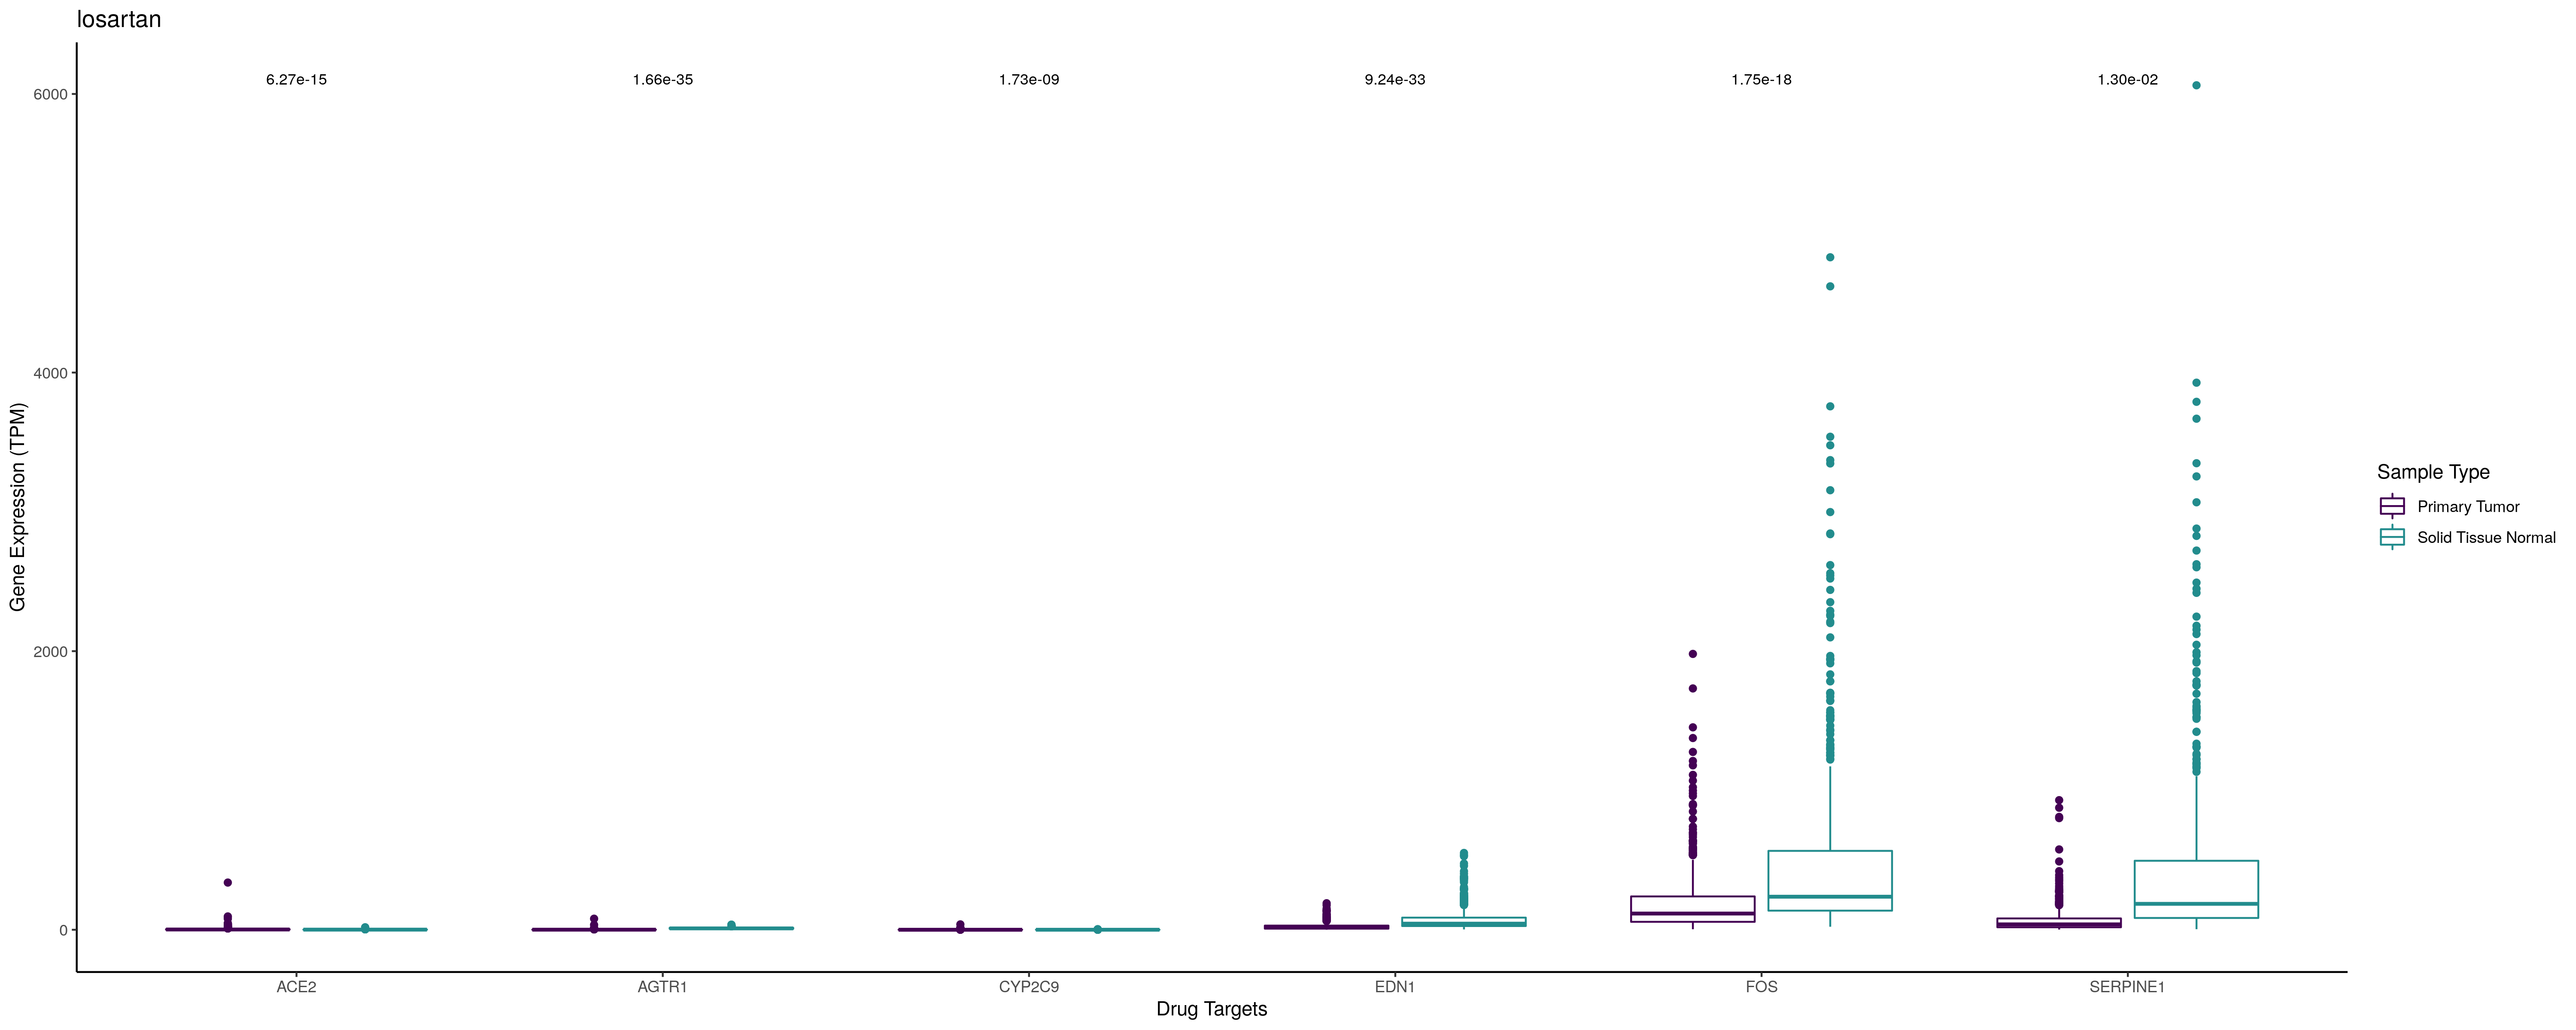 losartan
6.27e-15 1.66e-35 1.73e-09 9.24e-33 1.75e-18 1.30e-02
6000
4000
2000
0
Gene Expression (TPM)
ACE2 AGTR1 CYP2C9 EDN1 FOS SERPINE1
Drug Targets
Sample Type
Primary Tumor
Solid Tissue Normal